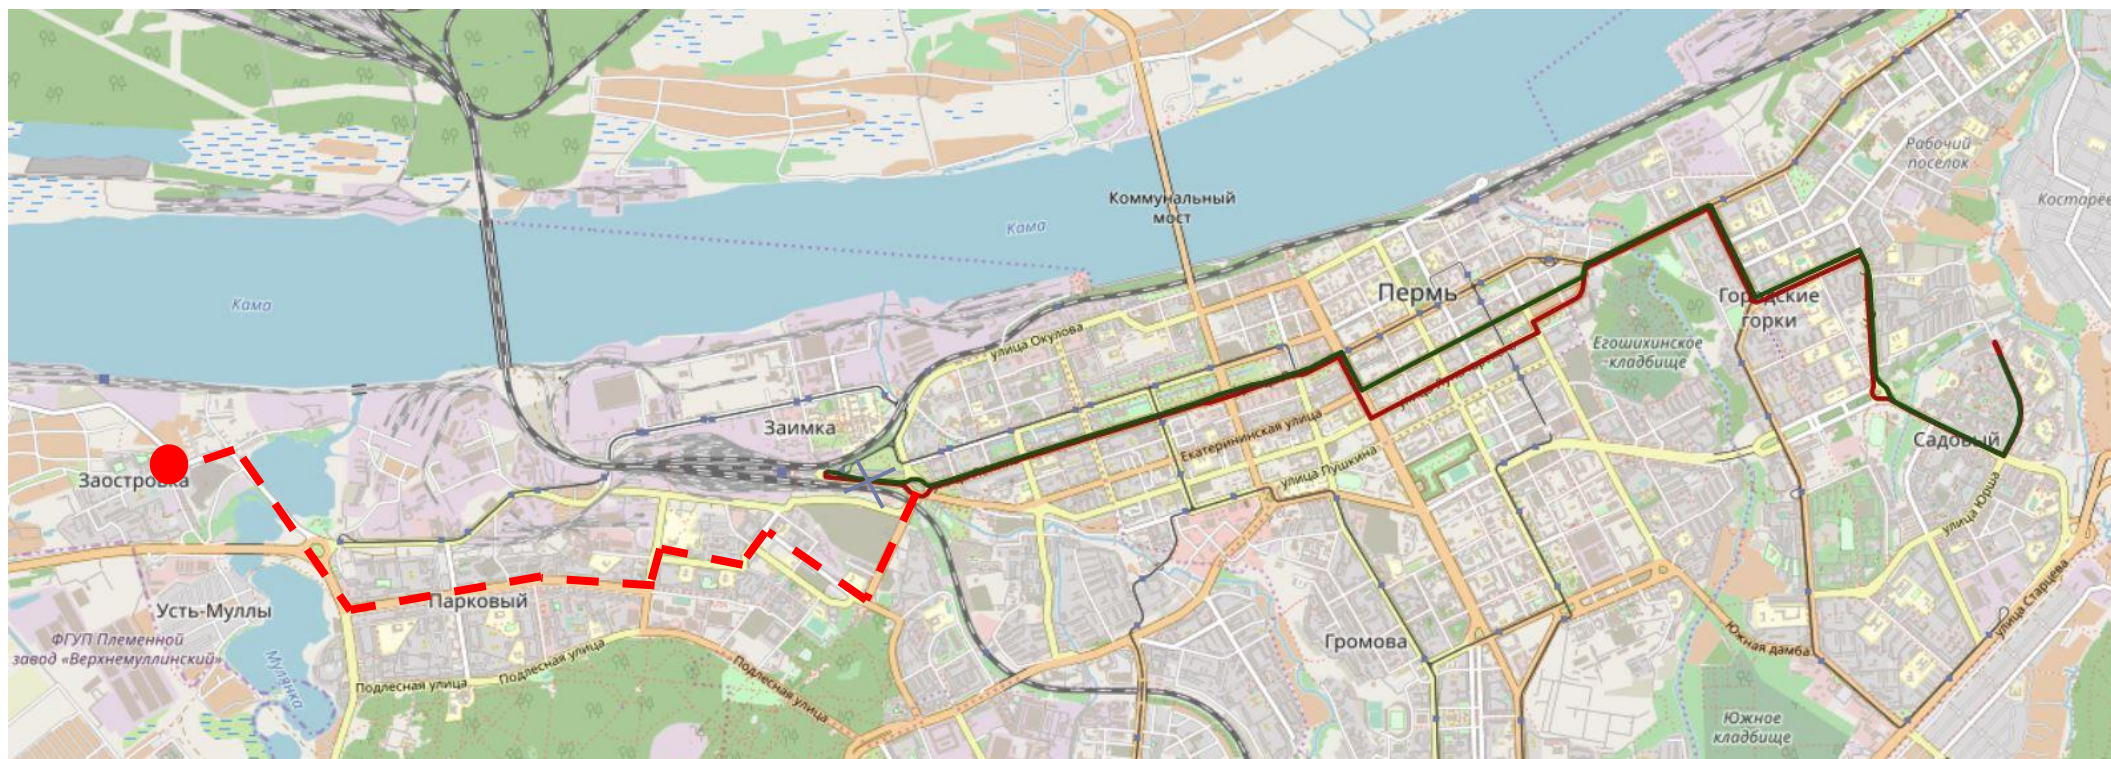 Рабочий
поселок
Костарёв
Коммунальный
мост
Кама
Кама
Пермь
Городские
горки
улица Окулова
Егошихинское
кладбище
Заимка
Екатерининская улица
Садовый
улица Пушкина
Заостровка
улица Юрша
Усть-Муллы
Парковый
ФГУП Племенной
завод «Верхнемуллинский»
Мулянка
Подлесная улица
Подлесная улица
Подлесная улица
Громова
Южная дамба
улица Старцева
Южное
кладбище